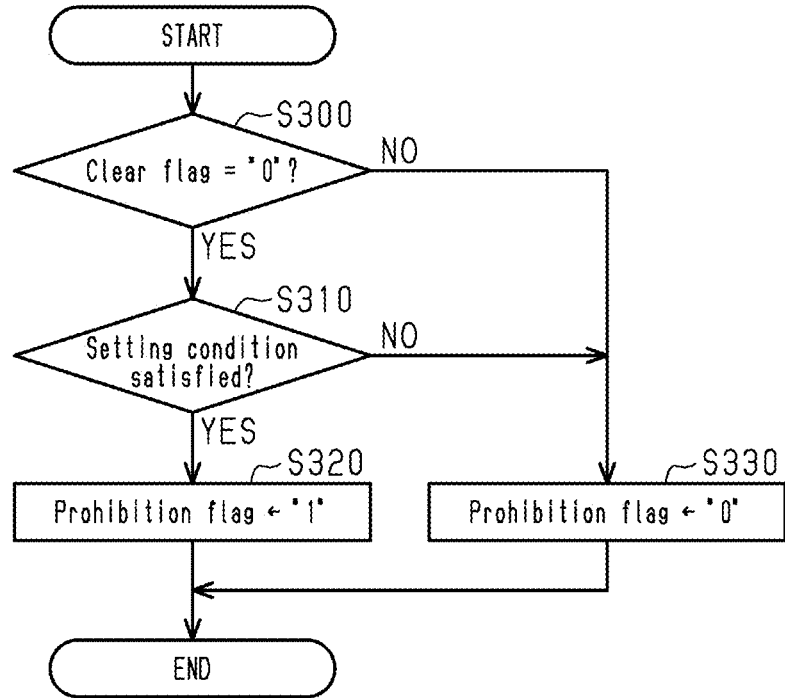 START
S300
Clear flag = "0"?
NO
YES
S310
Setting condition
satisfied?
NO
YES
S320
Prohibition flag ← "1"
S330
Prohibition flag ← "0"
END